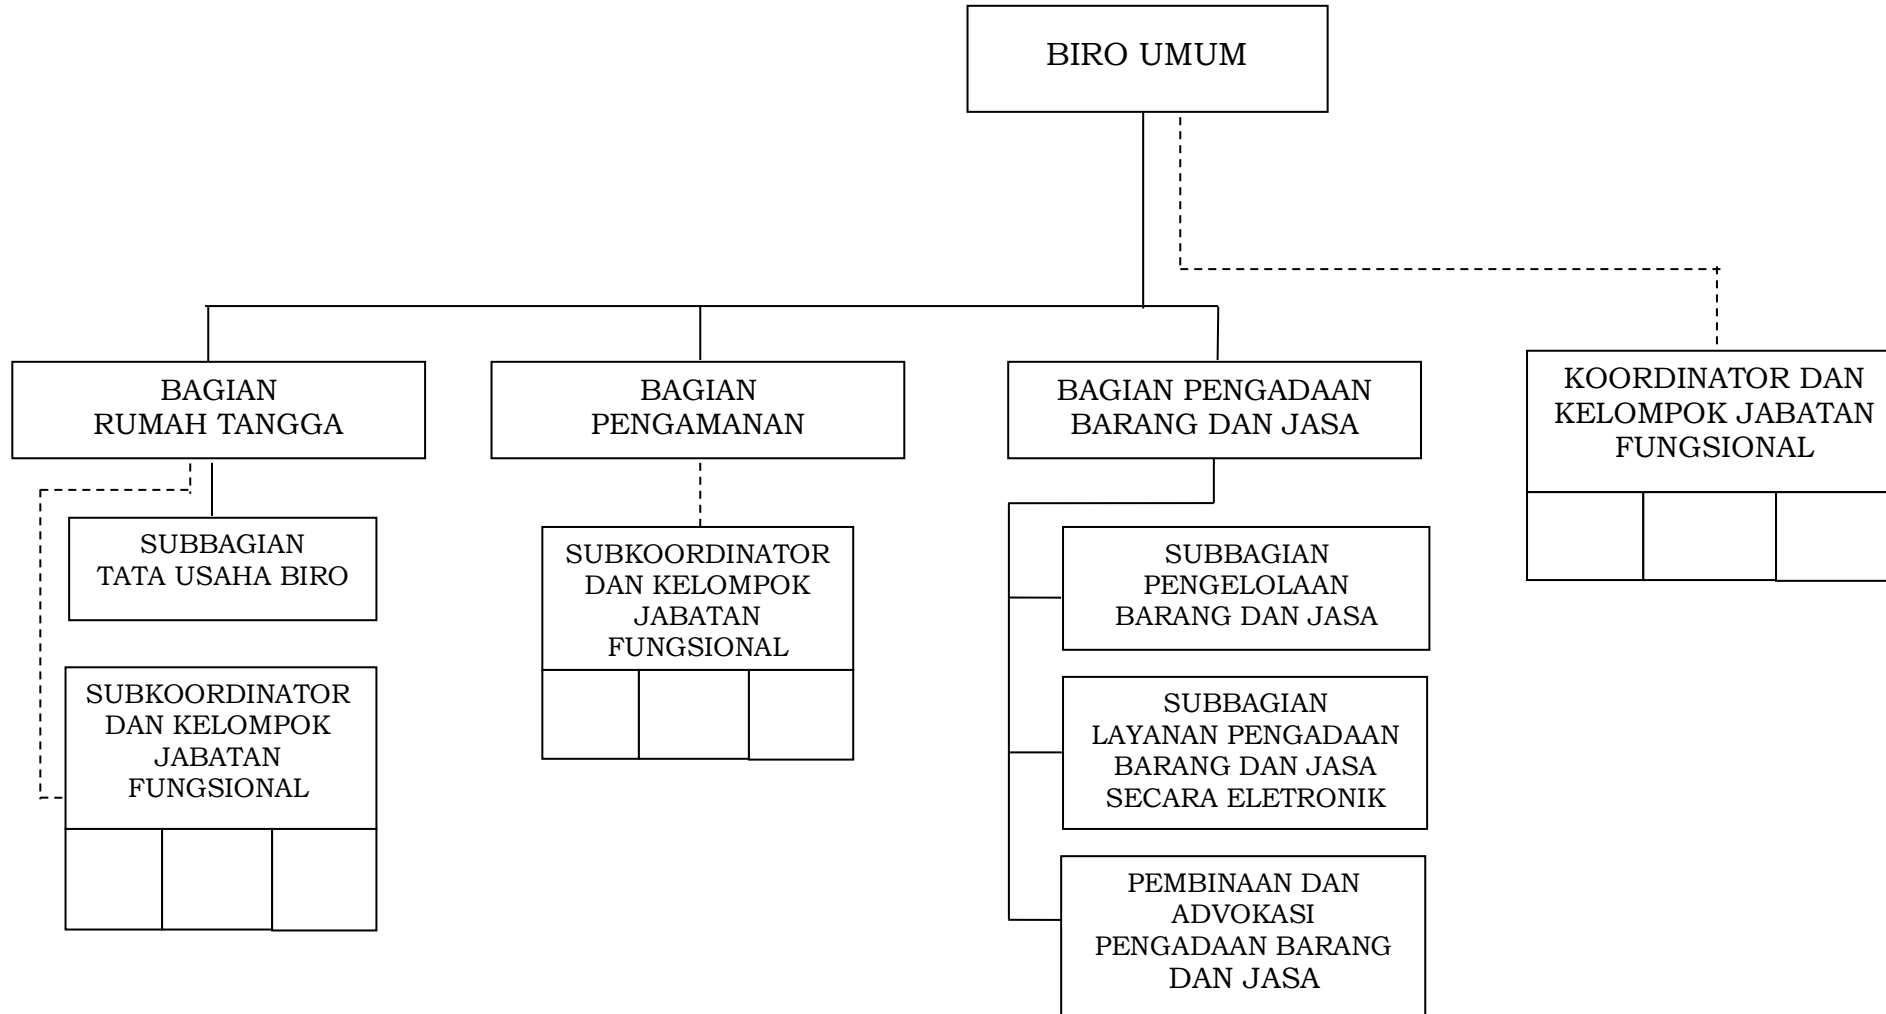 BIRO UMUM
BAGIAN
RUMAH TANGGA
BAGIAN
PENGAMANAN
BAGIAN PENGADAAN
BARANG DAN JASA
KOORDINATOR DAN
KELOMPOK JABATAN
FUNGSIONAL
SUBBAGIAN
TATA USAHA BIRO
SUBKOORDINATOR
DAN KELOMPOK
JABATAN
FUNGSIONAL
SUBKOORDINATOR
DAN KELOMPOK
JABATAN
FUNGSIONAL
SUBBAGIAN
PENGELOLAAN
BARANG DAN JASA
SUBBAGIAN
LAYANAN PENGADAAN
BARANG DAN JASA
SECARA ELETRONIK
PEMBINAAN DAN
ADVOKASI
PENGADAAN BARANG
DAN JASA